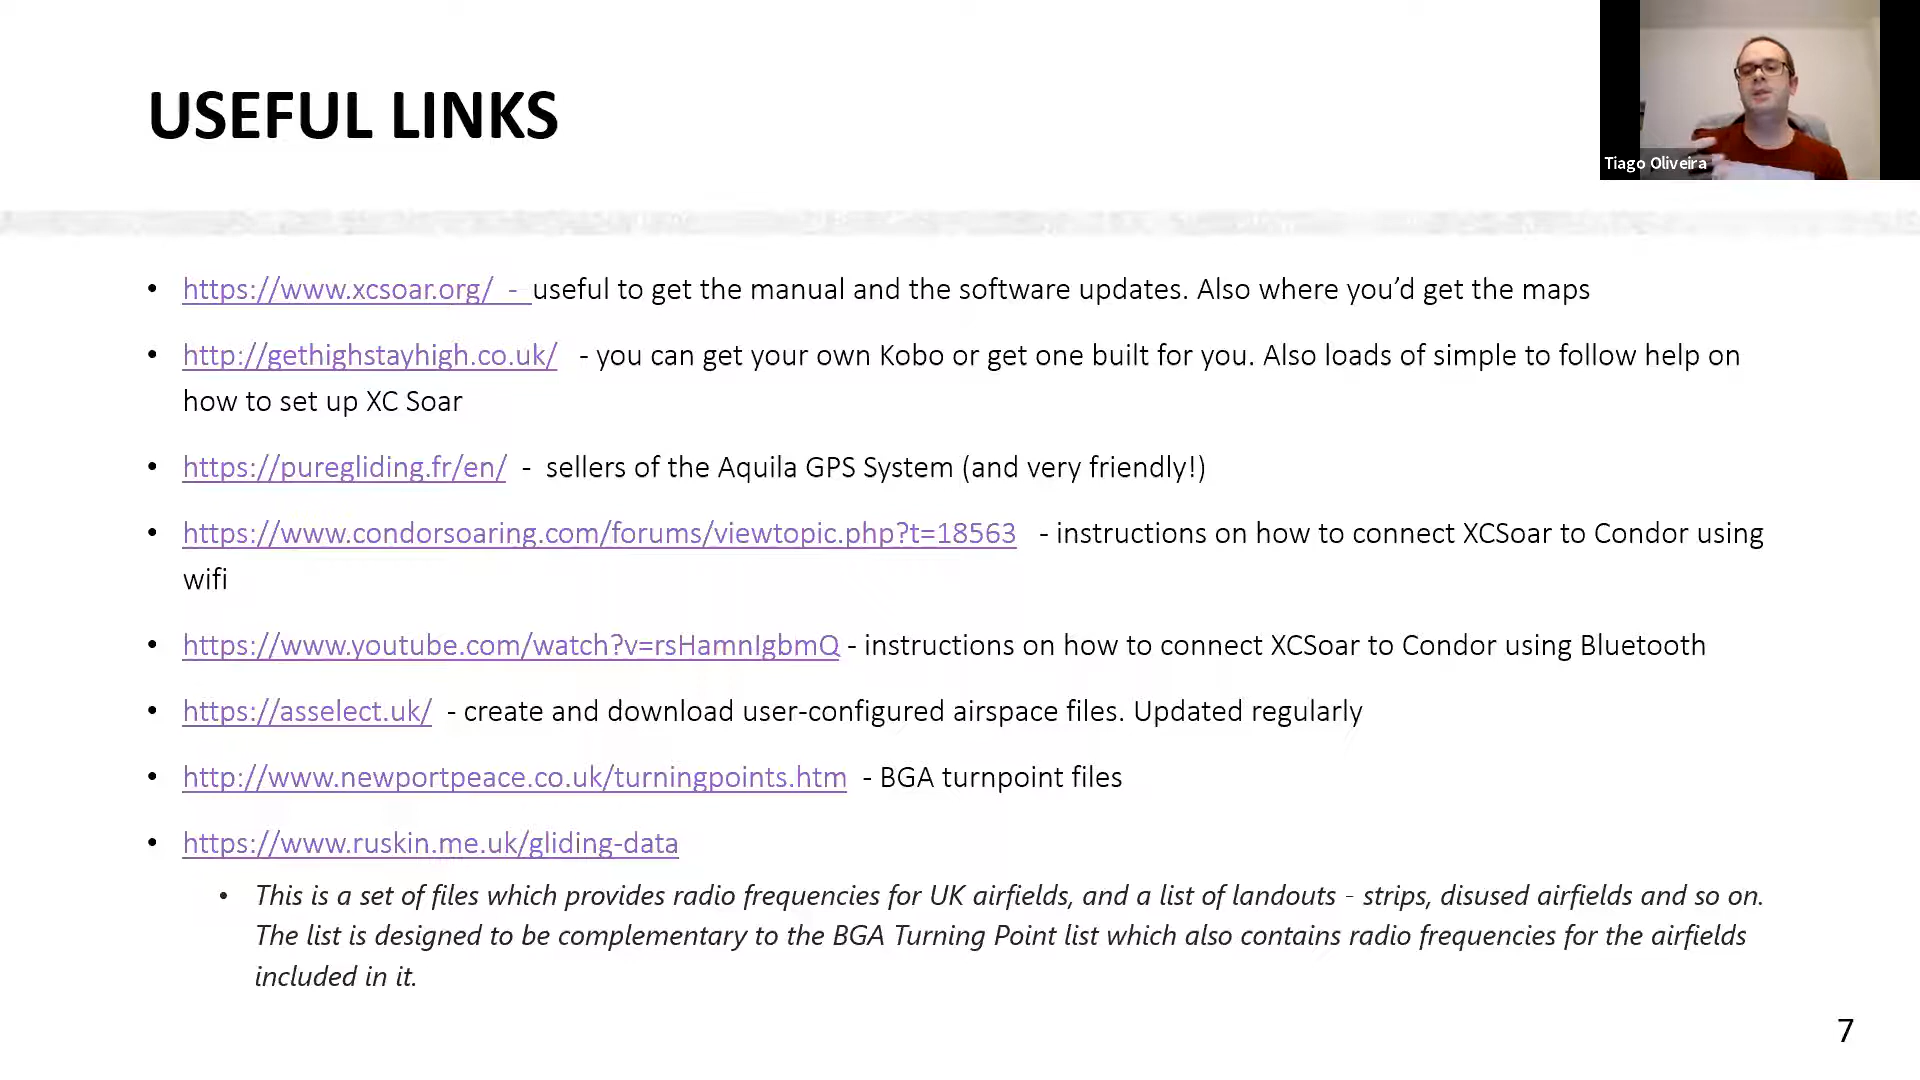 USEFUL LINKS
Tiago Oliveira
• https://www.xcsoar.org/ - useful to get the manual and the software updates. Also where you’d get the maps
• http://gethighstayhigh.co.uk/ - you can get your own Kobo or get one built for you. Also loads of simple to follow help on
how to set up XC Soar
• https://puregliding.fr/en/ - sellers of the Aquila GPS System (and very friendly!)
• https://www.condorsoaring.com/forums/viewtopic.php?t=18563 - instructions on how to connect XCSoar to Condor using
wifi
• https://www.youtube.com/watch?v=rsHamnIgbmQ - instructions on how to connect XCSoar to Condor using Bluetooth
• https://asselect.uk/ - create and download user-configured airspace files. Updated regularly
• http://www.newportpeace.co.uk/turningpoints.htm - BGA turnpoint files
• https://www.ruskin.me.uk/gliding-data
• This is a set of files which provides radio frequencies for UK airfields, and a list of landouts - strips, disused airfields and so on.
The list is designed to be complementary to the BGA Turning Point list which also contains radio frequencies for the airfields
included in it.
7